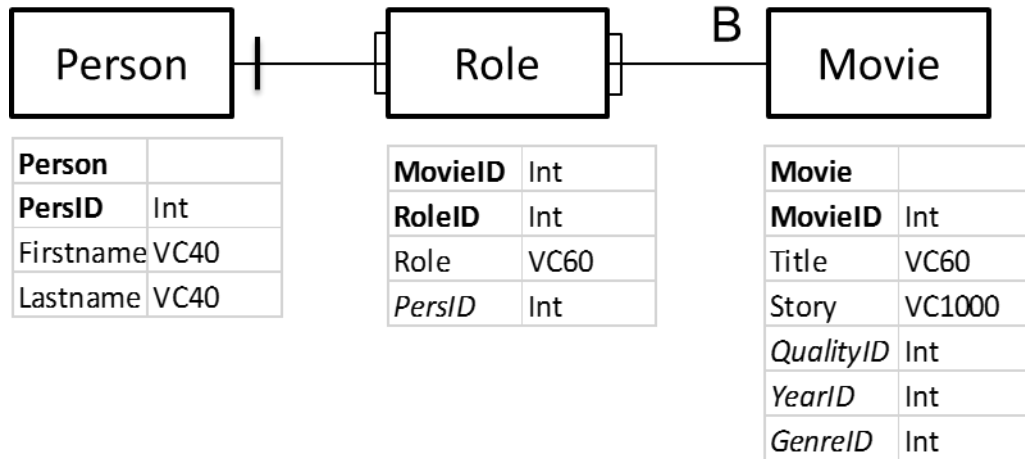 Person
Role
B
Movie
Person
PersID Int
Firstname VC40
Lastname VC40
MovieID Int
RoleID Int
Role VC60
PersID Int
Movie
MovieID Int
Title VC60
Story VC1000
QualityID Int
YearID Int
GenreID Int